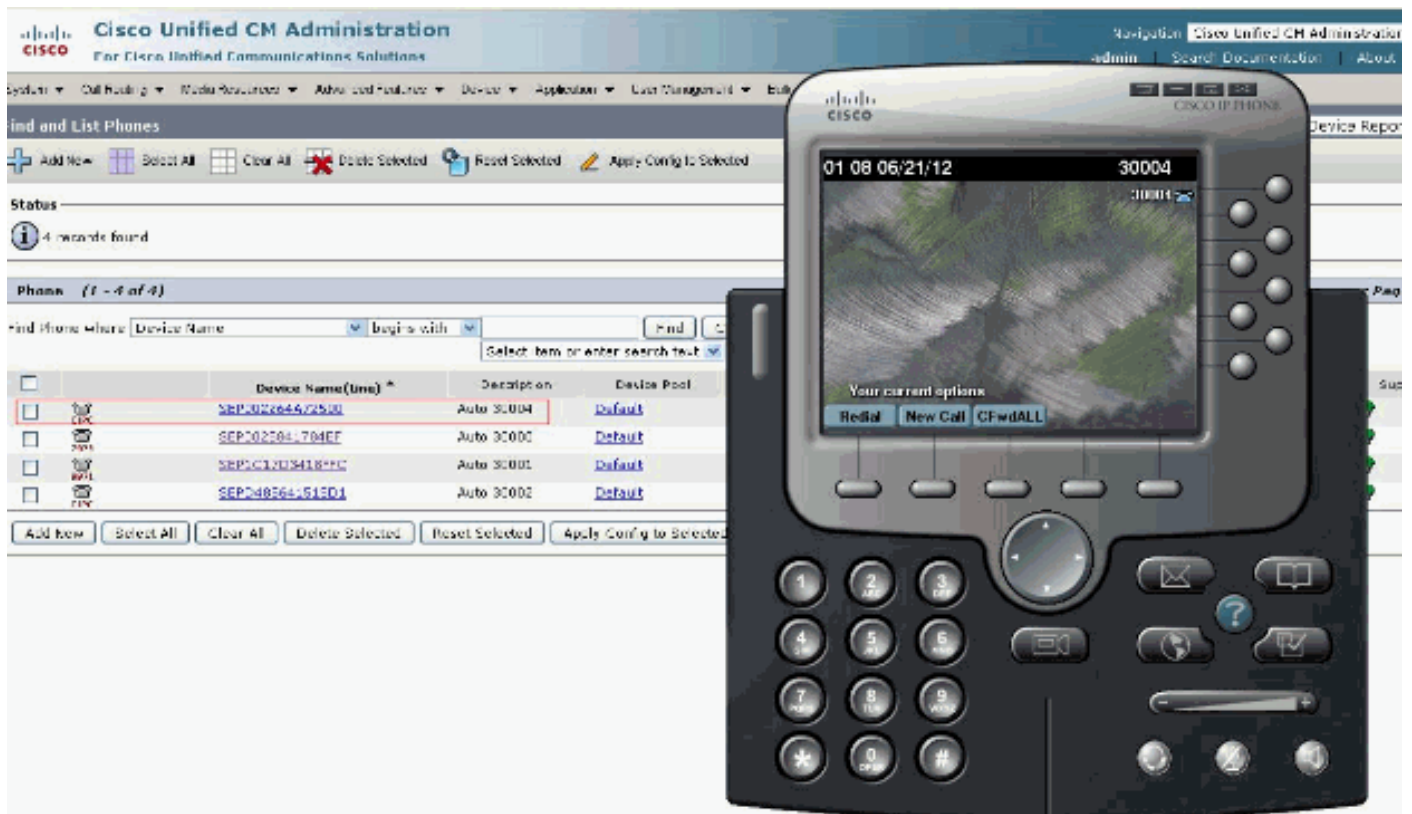 Cisco Unified CM Administration
CISCO
For Cisco Unified Communications Solutions
Navigation Cisco Unified CM Administration
admin | Search Documentation | About
System Call Routing Media Resources Advanced Features Device Application User Management
Find and List Phones
Device Repor
Add New Select All Clear All Delete Selected Reset Selected Apply Config to Selected
Status
4 records found
Phone (1 - 4 of 4)
Find Phone where Device Name begins with Find
Select item or enter search text
Device Name(Line) Description Device Pool
Auto 30004 Default
Auto 30000 Default
Auto 30001 Default
Auto 30002 Default
Add New Select All Clear All Delete Selected Reset Selected Apply Config to Selected
CISCO
CISCO IP PHONE
01 08 06/21/12 30004
30004
Your current options
Redial New Call CFwdALL
1 2 ABC 3 DEF
4 5 6
7 8 9
* 0 OPER #
?
- +